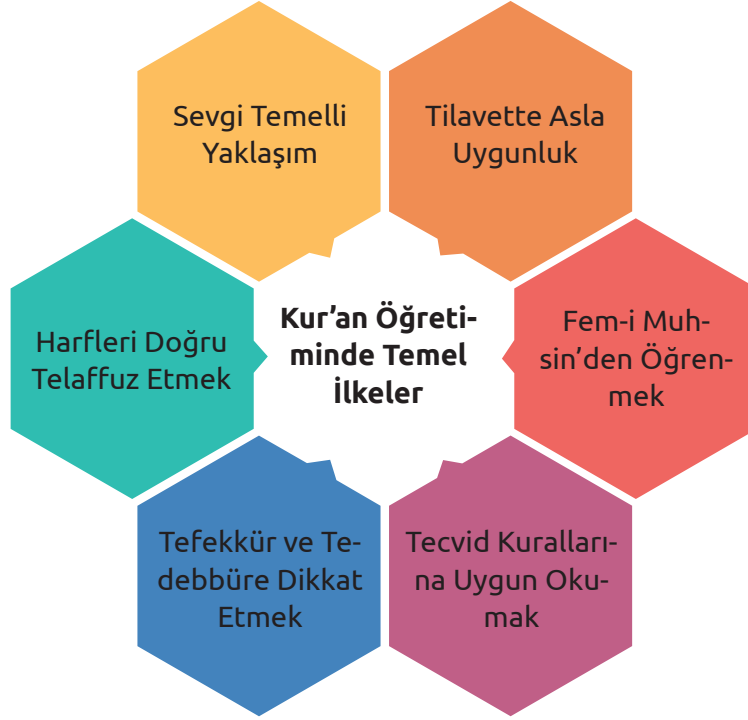 Sevgi Temelli
Yaklaşım
Tilavette Asla
Uygunluk
Kur’an Öğreti-
minde Temel
İlkeler
Harfleri Doğru
Telaffuz Etmek
Fem-i Muh-
sin’den Öğren-
mek
Tefekkür ve Te-
debbüre Dikkat
Etmek
Tecvid Kuralları-
na Uygun Oku-
mak